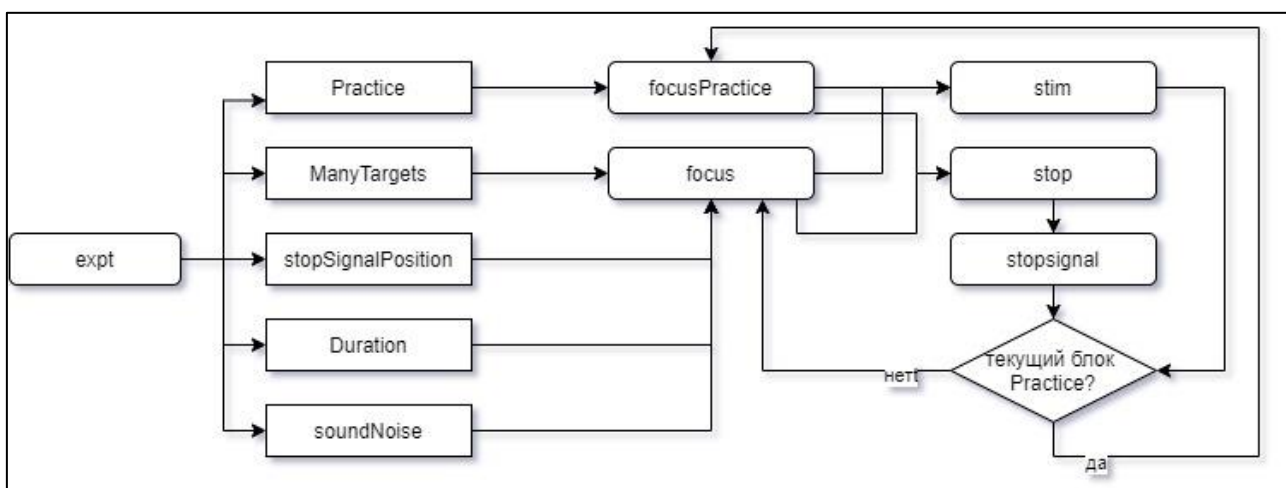 Practice
focusPractice
stim
ManyTargets
focus
stop
expt
stopSignalPosition
stopsignal
Duration
текущий блок
Practice?
нет
soundNoise
да